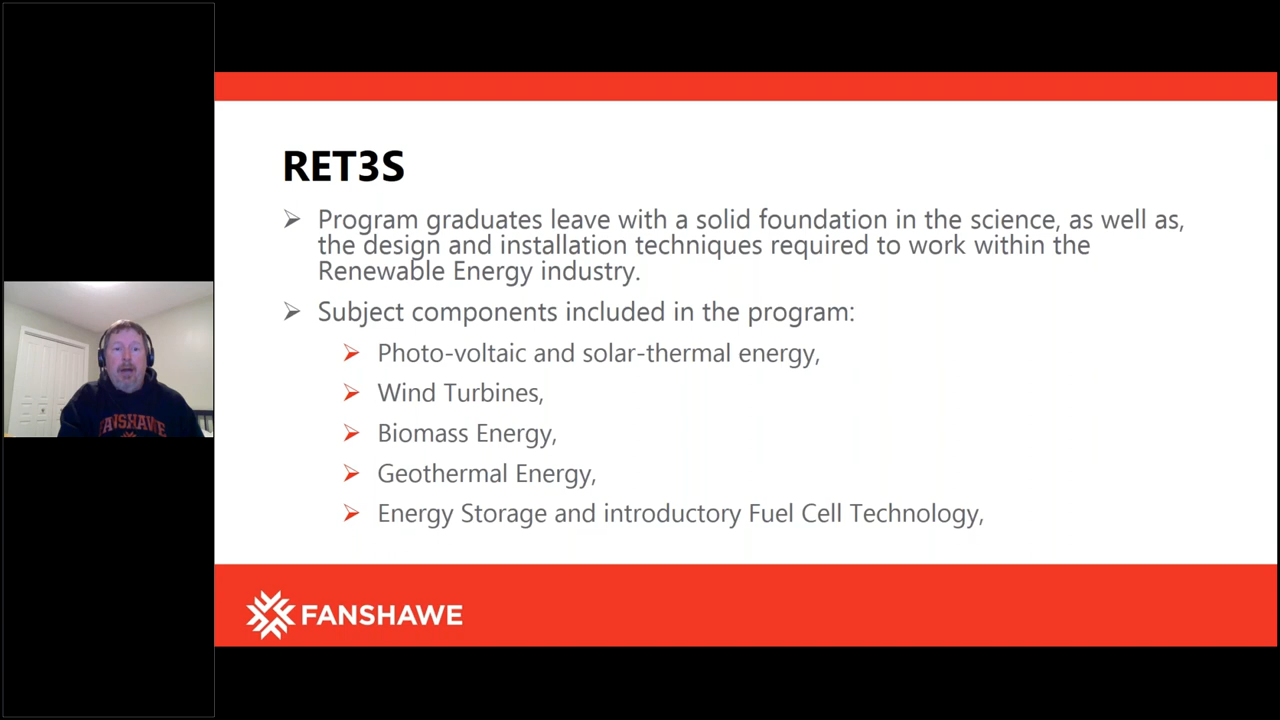 RET3S
Program graduates leave with a solid foundation in the science, as well as,
the design and installation techniques required to work within the
Renewable Energy industry.
Subject components included in the program:
Photo-voltaic and solar-thermal energy,
Wind Turbines,
Biomass Energy,
Geothermal Energy,
Energy Storage and introductory Fuel Cell Technology,
FANSHAWE
FANSHAWE